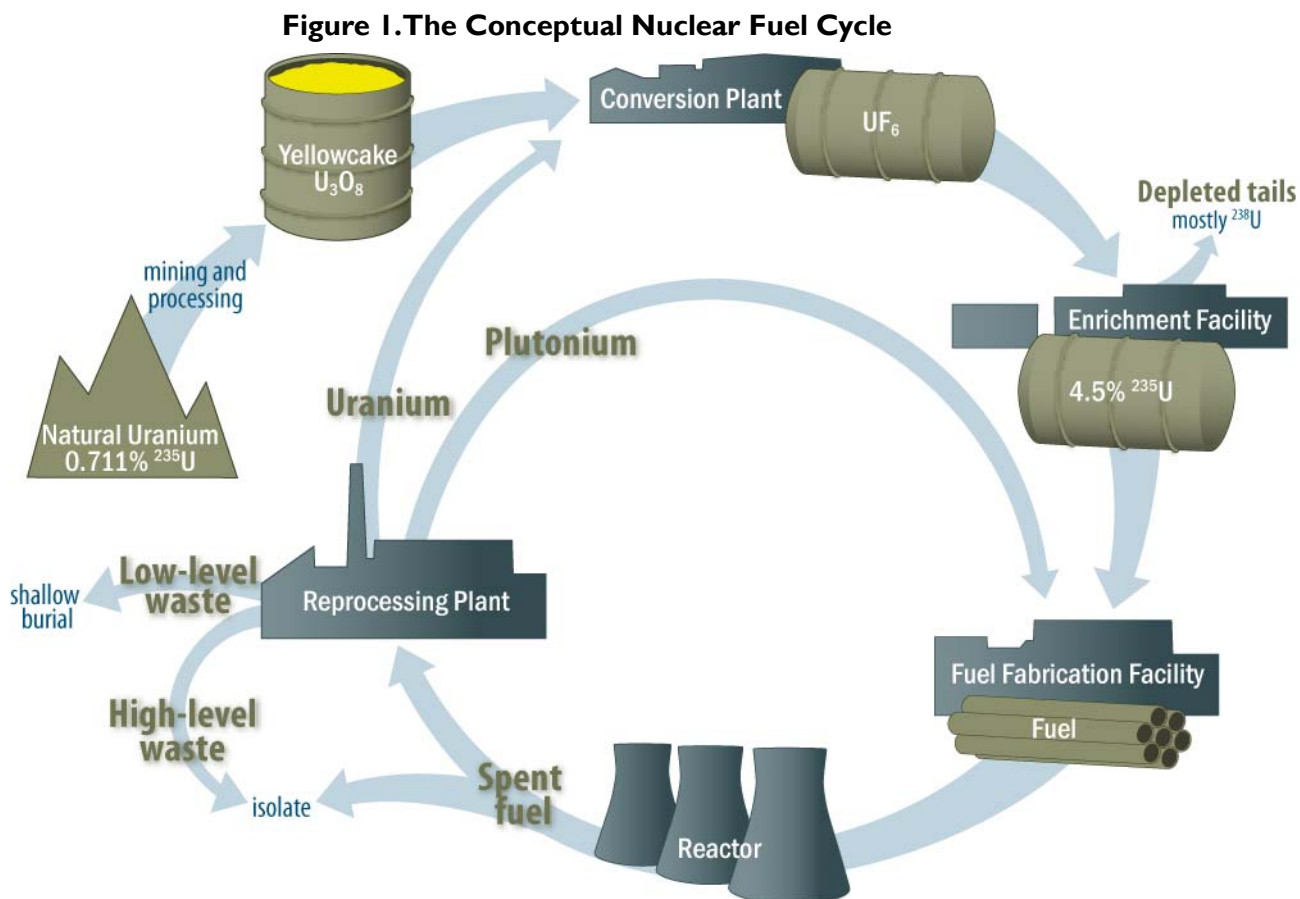 Figure 1. The Conceptual Nuclear Fuel Cycle
Conversion Plant
UF₆
Yellowcake
U₃O₈
Depleted tails
mostly ²³⁸U
mining and
processing
Enrichment Facility
4.5% ²³⁵U
Plutonium
Uranium
Natural Uranium
0.711% ²³⁵U
Low-level
waste
shallow
burial
Reprocessing Plant
Fuel Fabrication Facility
Fuel
High-level
waste
isolate
Spent
fuel
Reactor